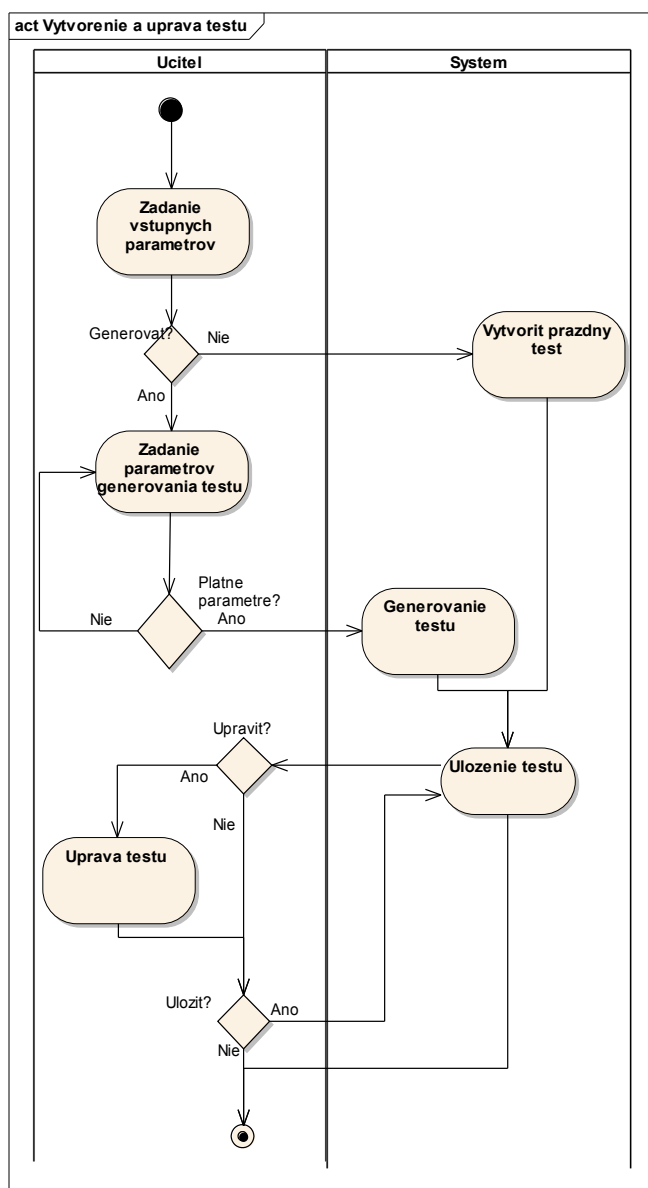 act Vytvorenie a uprava testu
Ucitel
System
Zadanie
vstupnych
parametrov
Generovat?
Nie
Vytvorit prazdny
test
Ano
Zadanie
parametrov
generovania testu
Platne
parametre?
Nie
Ano
Generovanie
testu
Upravit?
Ano
Ulozenie testu
Nie
Uprava testu
Ulozit?
Ano
Nie